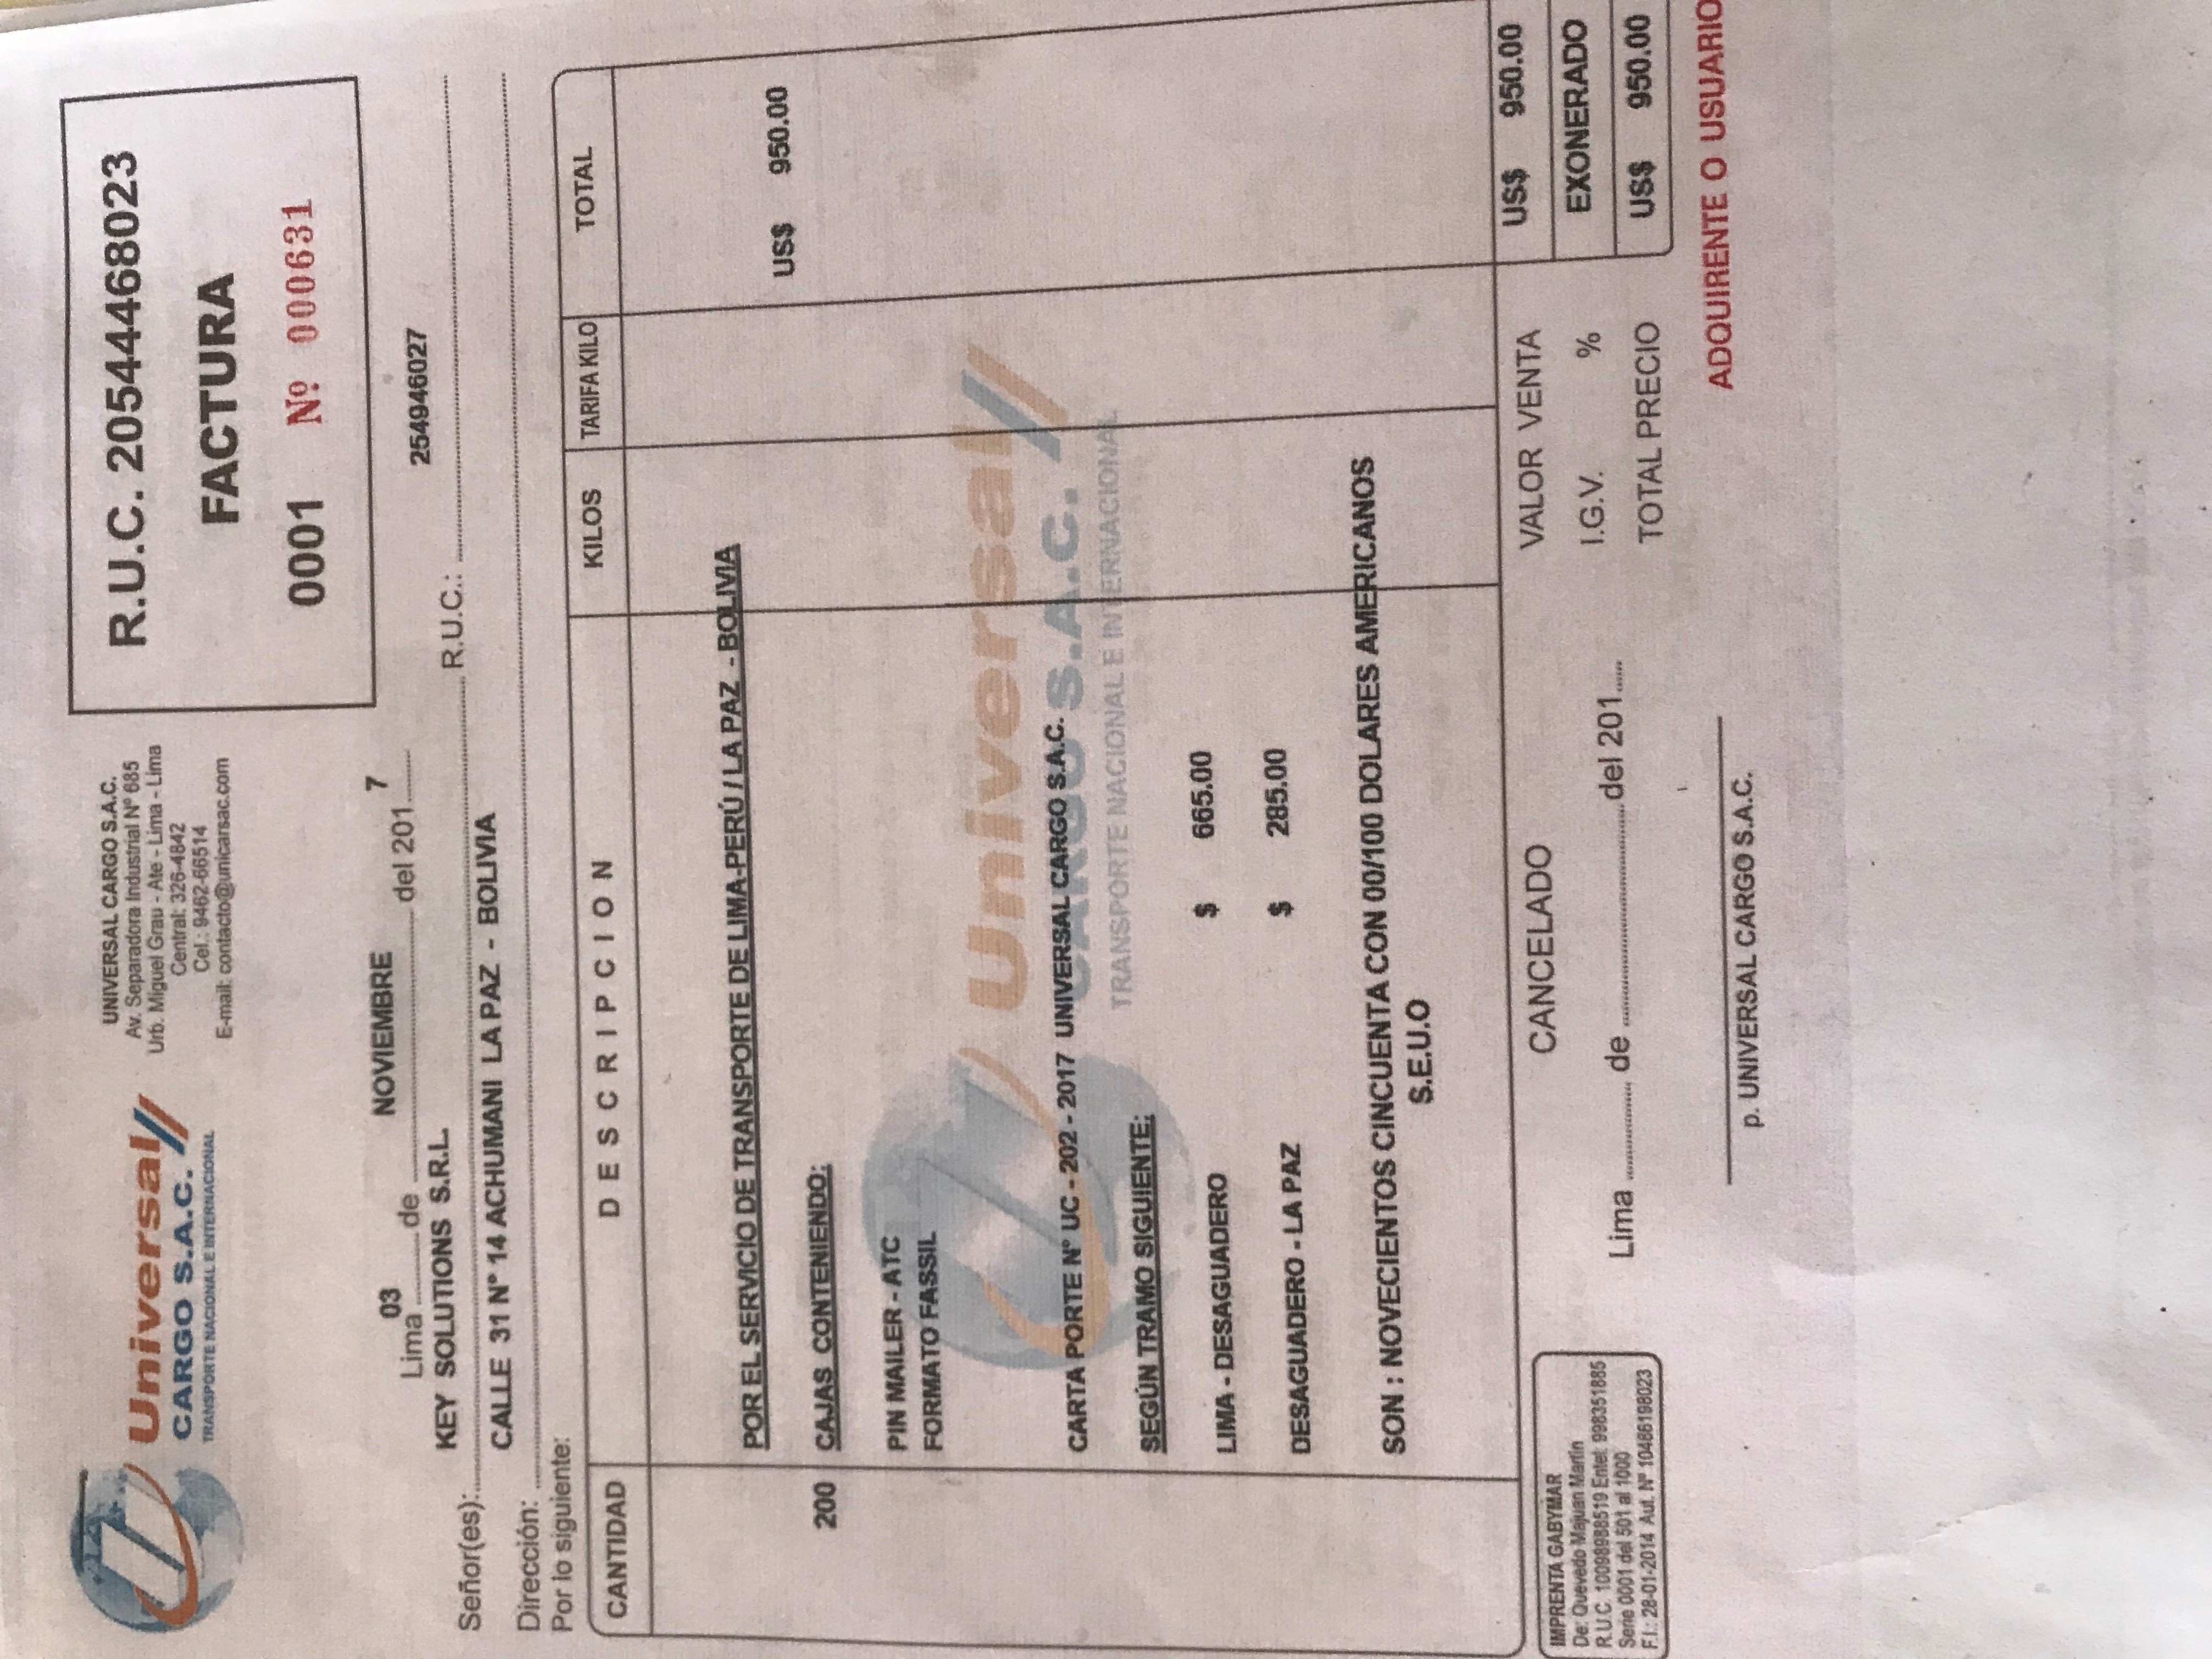 Universal
CARGO S.A.C.
TRANSPORTE NACIONAL E INTERNACIONAL
UNIVERSAL CARGO S.A.C.
Av. Separadora Industrial Nº 685
Urb. Miguel Grau - Ate - Lima - Lima
Central: 326-4842
Cel.: 9462-66514
E-mail: contacto@unicarsac.com
R.U.C. 20544468023
FACTURA
0001 Nº 000631
Lima 03 de NOVIEMBRE del 201 7
Señor(es): KEY SOLUTIONS S.R.L. R.U.C.: 254946027
Dirección: CALLE 31 N° 14 ACHUMANI LA PAZ - BOLIVIA
Por lo siguiente:
CANTIDAD DESCRIPCION KILOS TARIFA KILO TOTAL
POR EL SERVICIO DE TRANSPORTE DE LIMA-PERÚ / LA PAZ - BOLIVIA US$ 950.00
200 CAJAS CONTENIENDO:
PIN MAILER - ATC
FORMATO FASSIL
Universal
CARGO S.A.C.
TRANSPORTE NACIONAL E INTERNACIONAL
CARTA PORTE N° UC - 202 - 2017 UNIVERSAL CARGO S.A.C.
SEGÚN TRAMO SIGUIENTE:
LIMA - DESAGUADERO $ 665.00
DESAGUADERO - LA PAZ $ 285.00
SON : NOVECIENTOS CINCUENTA CON 00/100 DOLARES AMERICANOS
S.E.U.O
IMPRENTA GABYMAR
De: Quevedo Majuan Martín
R.U.C. 10098988519 Entel: 998351885
Serie 0001 del 501 al 1000
F.I.: 28-01-2014 Aut. Nº 10466198023
CANCELADO
Lima de del 201
VALOR VENTA US$ 950.00
I.G.V. % EXONERADO
TOTAL PRECIO US$ 950.00
p. UNIVERSAL CARGO S.A.C.
ADQUIRENTE O USUARIO